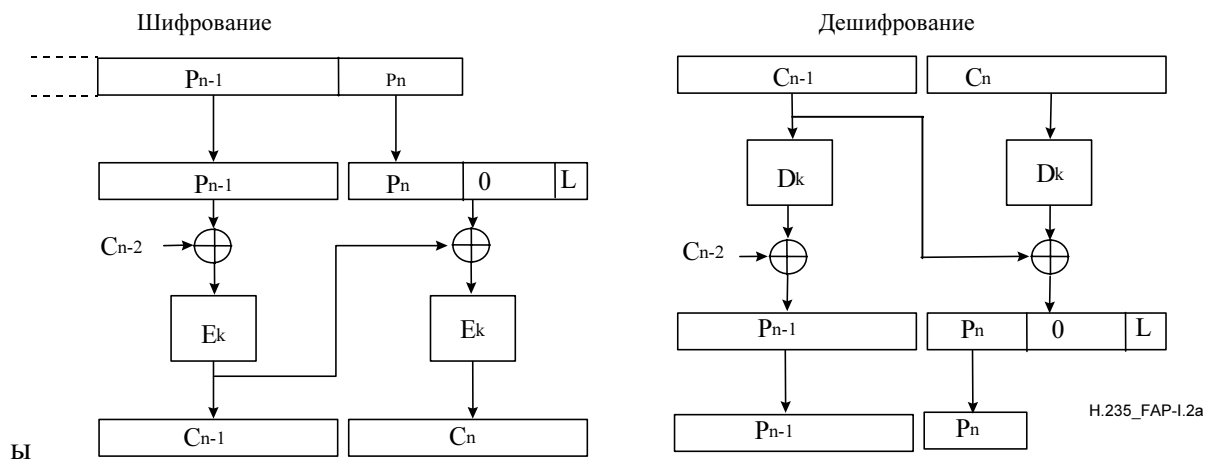 Шифрование
Pn-1 Pn
Pn-1 Pn 0 L
Cn-2
Ek Ek
Cn-1 Cn
ы
Дешифрование
Cn-1 Cn
Dk Dk
Cn-2
Pn-1 Pn 0 L
Pn-1 Pn
H.235_FAP-I.2a